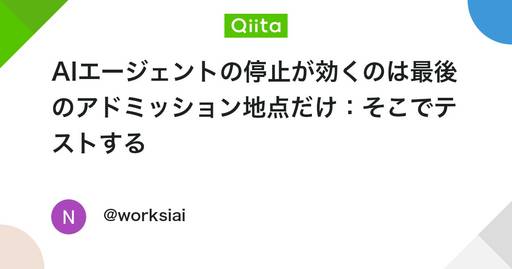 Qiita
AIエージェントの停止が効くのは最後
のアドミッション地点だけ：そこでテ
ストする
N
@worksiai